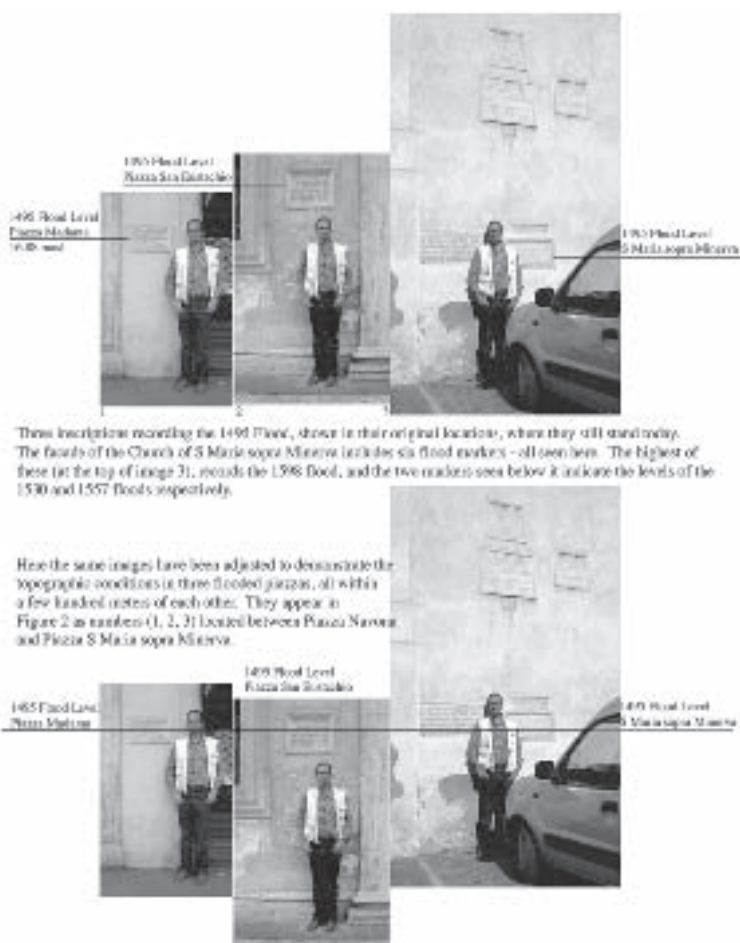 1495 Flood Level
Piazza San Eustachio
1495 Flood Level
Piazza Madama
1495 Flood Level
S Maria sopra Minerva
1
2
3
Three inscriptions recording the 1495 Flood, shown in their original locations, where they still stand today.
The facade of the Church of S Maria sopra Minerva includes six flood markers - all seen here. The highest of
these (at the top of image 3), records the 1598 flood, and the two markers seen below it indicate the levels of the
1530 and 1557 floods respectively.
Here the same images have been adjusted to demonstrate the
topographic conditions in three flooded piazzas, all within
a few hundred meters of each other. They appear in
Figure 2 as numbers (1, 2, 3) located between Piazza Navona
and Piazza S Maria sopra Minerva.
1495 Flood Level
Piazza San Eustachio
1495 Flood Level
Piazza Madama
1495 Flood Level
S Maria sopra Minerva